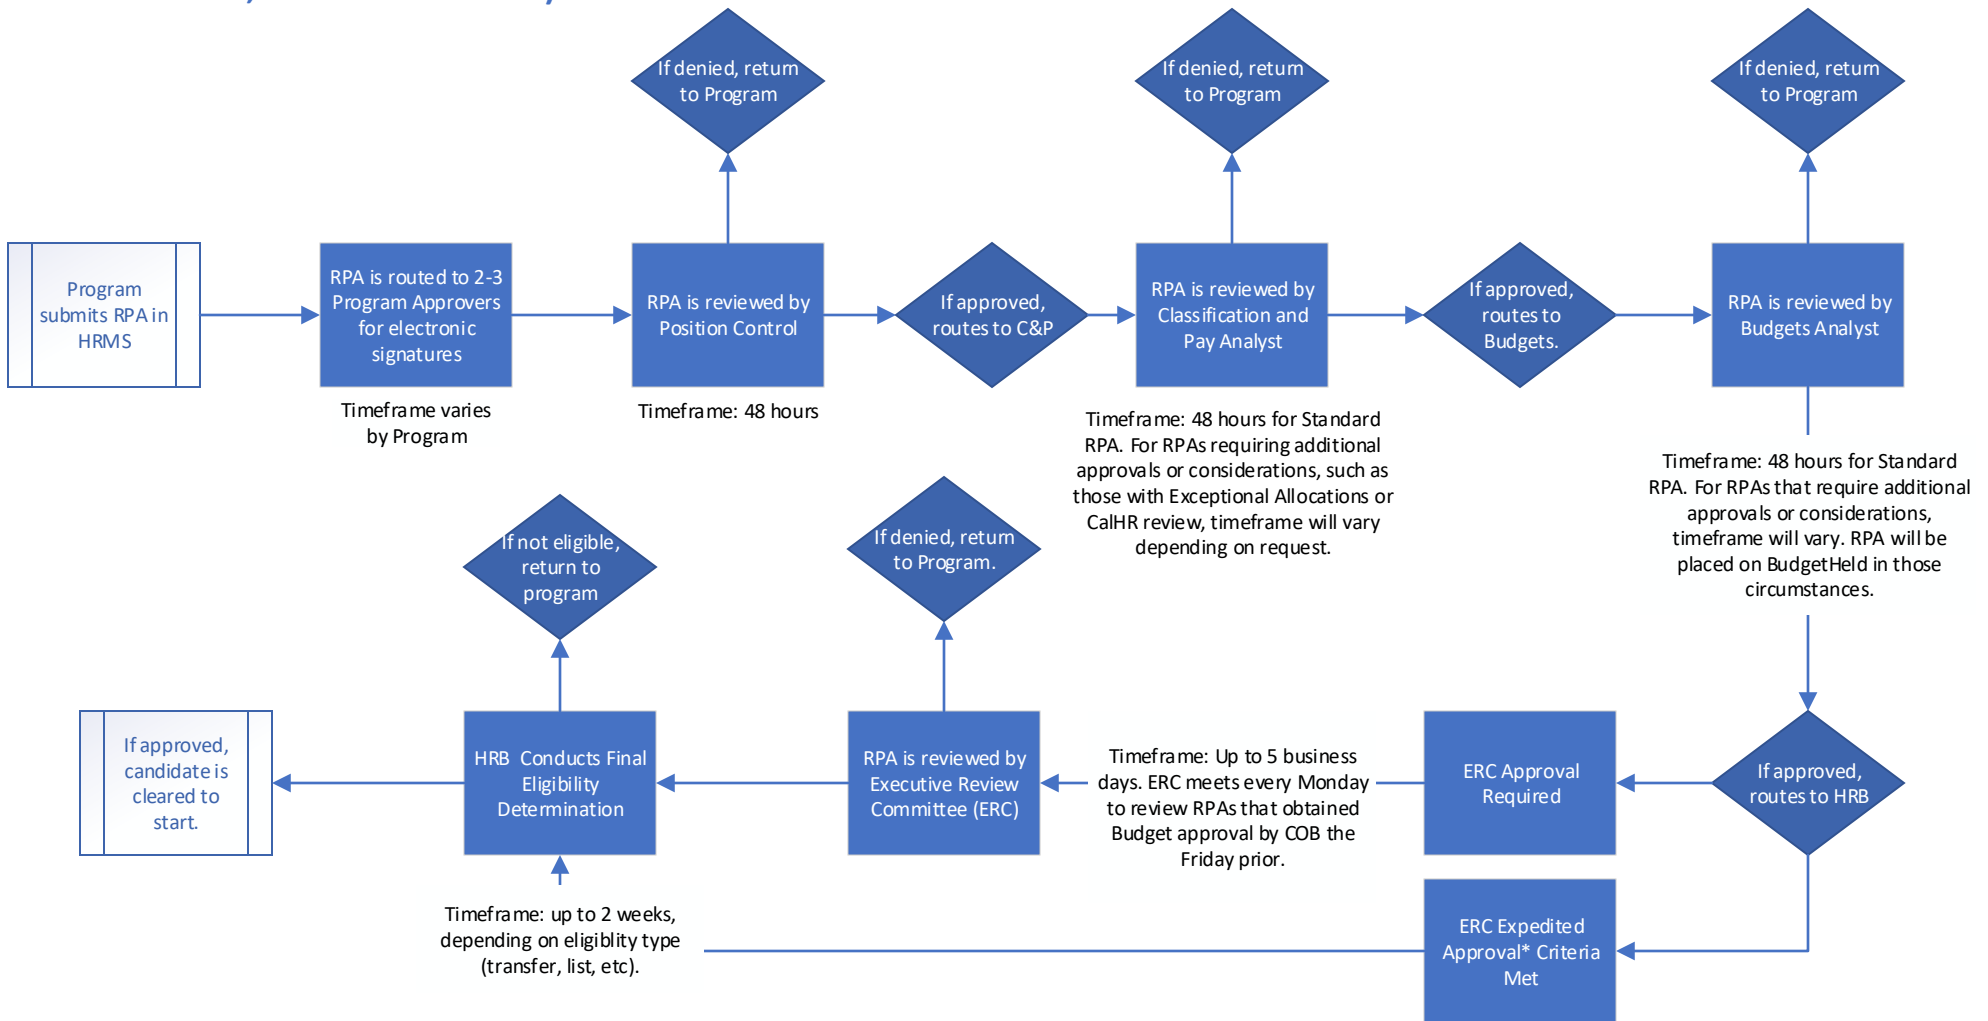 If denied, return
to Program
If denied, return
to Program
If denied, return
to Program
Program
submits RPA in
HRMS
RPA is routed to 2-3
Program Approvers
for electronic
signatures
RPA is reviewed by
Position Control
If approved,
routes to C&P
RPA is reviewed by
Classification and
Pay Analyst
If approved,
routes to
Budgets.
RPA is reviewed by
Budgets Analyst
Timeframe varies
by Program
Timeframe: 48 hours
Timeframe: 48 hours for Standard
RPA. For RPAs requiring additional
approvals or considerations, such as
those with Exceptional Allocations or
CalHR review, timeframe will vary
depending on request.
Timeframe: 48 hours for Standard
RPA. For RPAs that require additional
approvals or considerations,
timeframe will vary. RPA will be
placed on BudgetHeld in those
circumstances.
If not eligible,
return to
program
If denied, return
to Program.
If approved,
candidate is
cleared to
start.
HRB Conducts Final
Eligibility
Determination
RPA is reviewed by
Executive Review
Committee (ERC)
Timeframe: Up to 5 business
days. ERC meets every Monday
to review RPAs that obtained
Budget approval by COB the
Friday prior.
ERC Approval
Required
If approved,
routes to HRB
Timeframe: up to 2 weeks,
depending on eligiblity type
(transfer, list, etc).
ERC Expedited
Approval* Criteria
Met